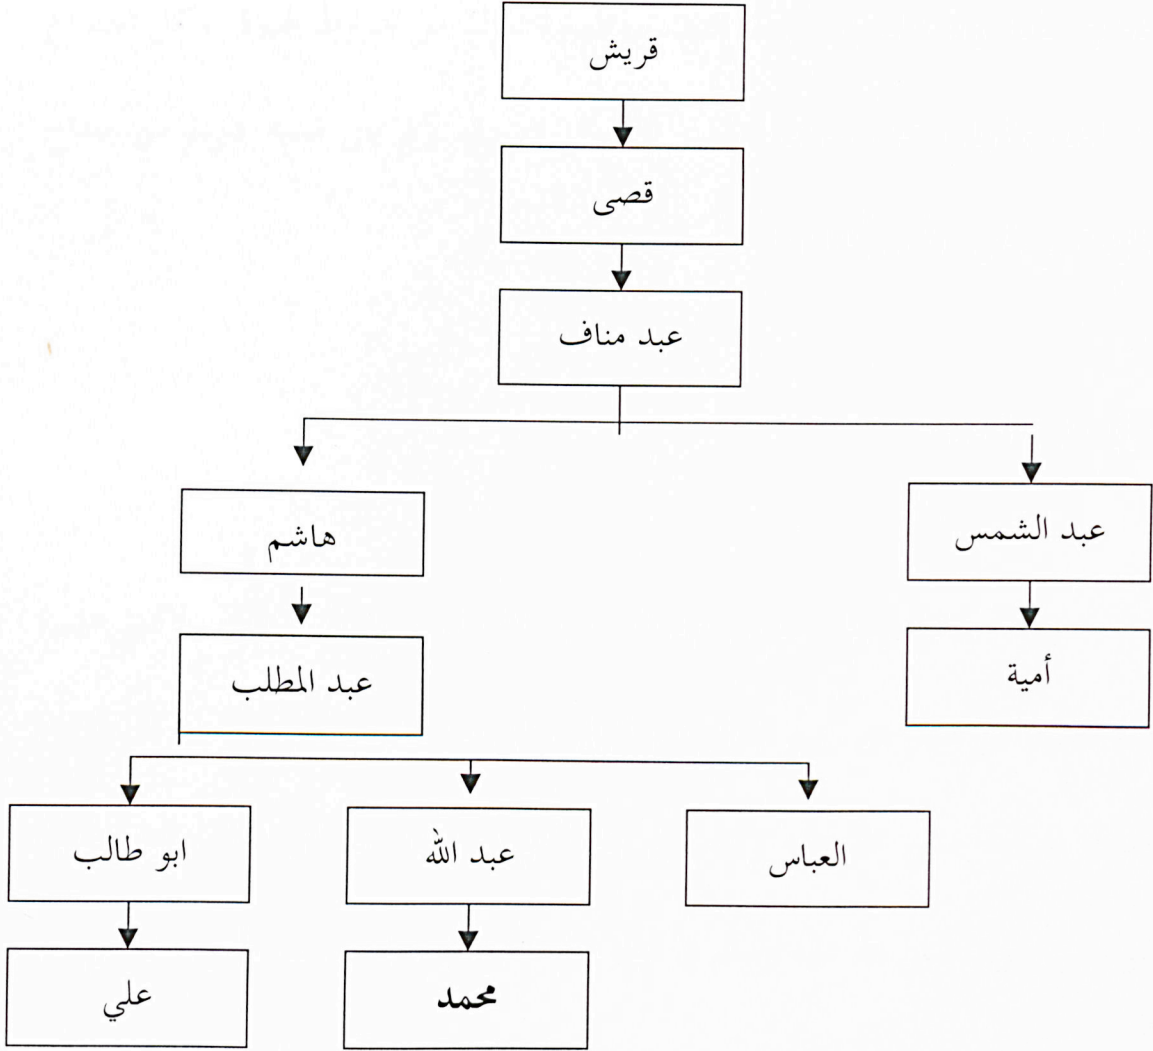 قريش
قصى
عبد مناف
عبد الشمس
هاشم
أمية
عبد المطلب
العباس
عبد الله
ابو طالب
محمد
علي